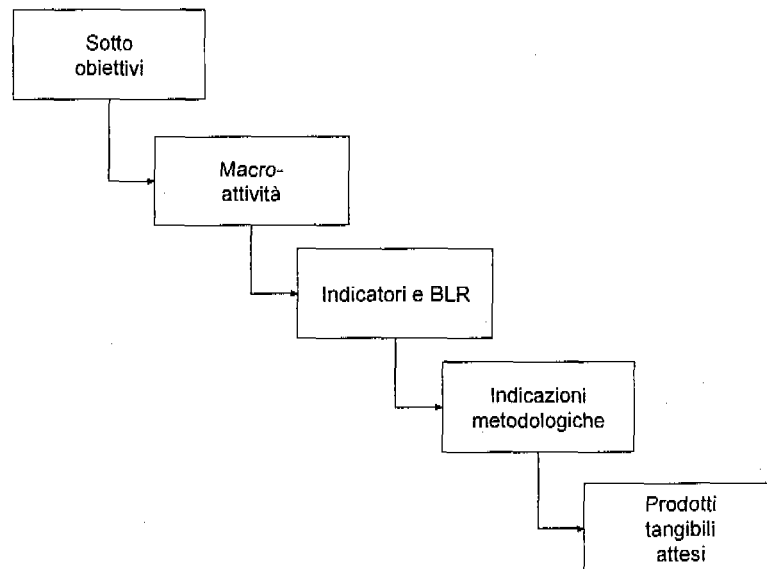 Sotto
obiettivi
Macro-
attività
Indicatori e BLR
Indicazioni
metodologiche
Prodotti
tangibili
attesi